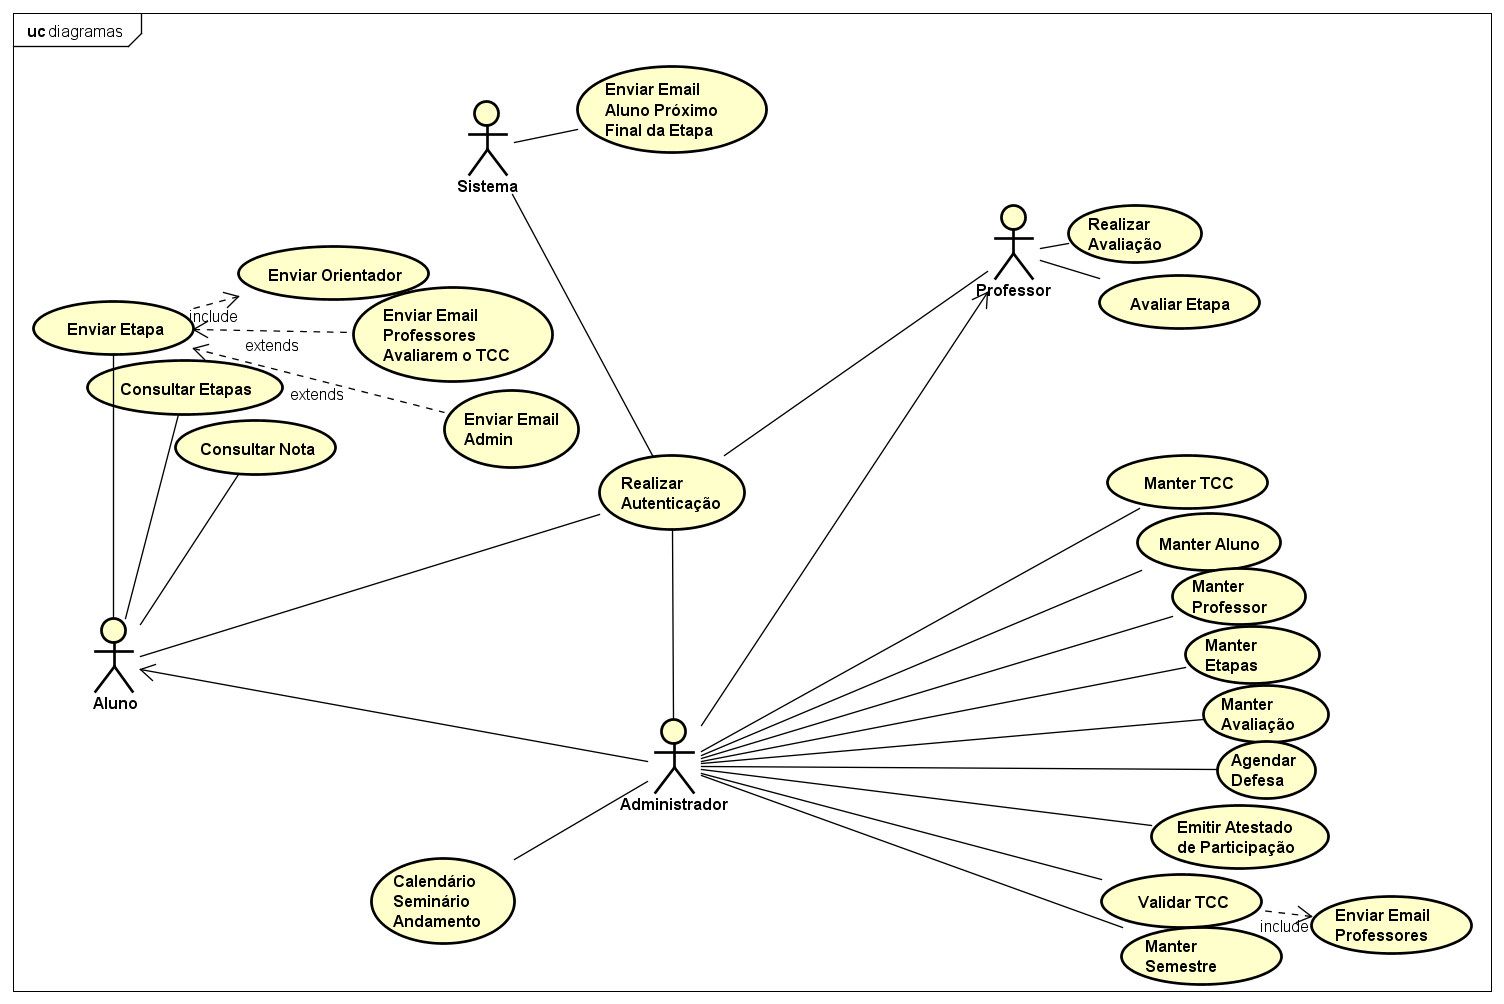 uc diagramas
Enviar Email
Aluno Próximo
Final da Etapa
Sistema
Realizar
Avaliação
Professor
Avaliar Etapa
Enviar Orientador
include
Enviar Etapa
Enviar Email
Professores
Avaliarem o TCC
extends
Consultar Etapas
extends
Enviar Email
Admin
Consultar Nota
Realizar
Autenticação
Manter TCC
Manter Aluno
Manter
Professor
Manter
Etapas
Aluno
Manter
Avaliação
Agendar
Defesa
Administrador
Emitir Atestado
de Participação
Calendário
Seminário
Andamento
Validar TCC
include
Enviar Email
Professores
Manter
Semestre